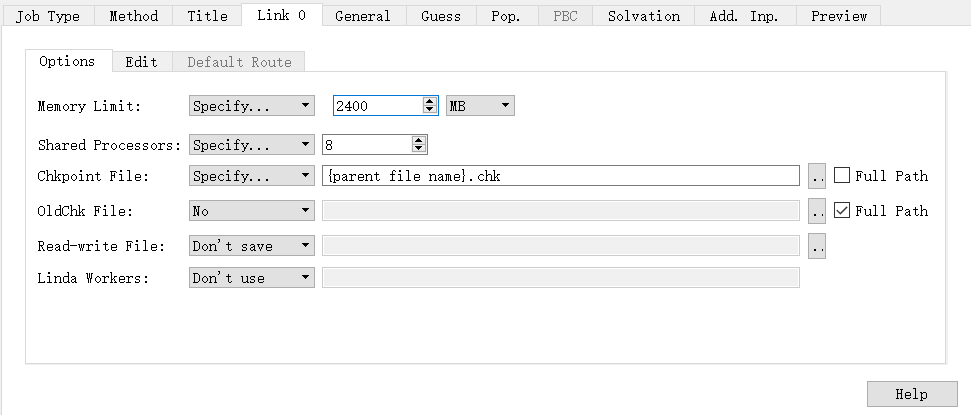 Job Type Method Title Link 0 General Guess Pop. PBC Solvation Add. Inp. Preview
Options Edit Default Route
Memory Limit: Specify... 2400 MB
Shared Processors: Specify... 8
Chkpoint File: Specify... {parent file name}.chk .. Full Path
OldChk File: No .. Full Path
Read-write File: Don't save ..
Linda Workers: Don't use
Help